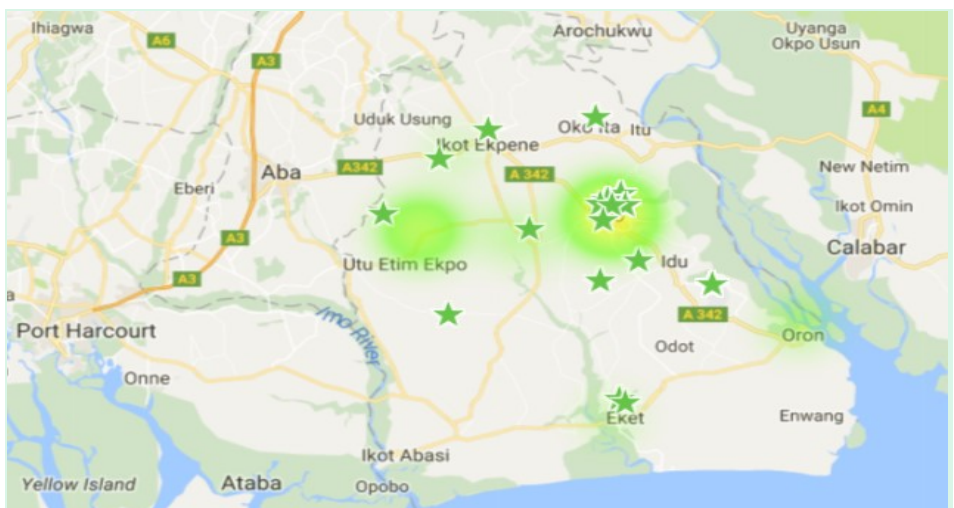 Ihiagwa
Arochukwu
Uyanga
Okpo Usun
A6
A3
A4
Uduk Usung
Itu
Ikot Ekpene
A342
A 342
New Netim
Aba
Eberi
Ikot Omin
A3
Calabar
Utu Etim Ekpo
Idu
A3
A 342
Imo River
Port Harcourt
Oron
Odot
Onne
Eket
Enwang
Ikot Abasi
Yellow Island
Ataba
Opobo